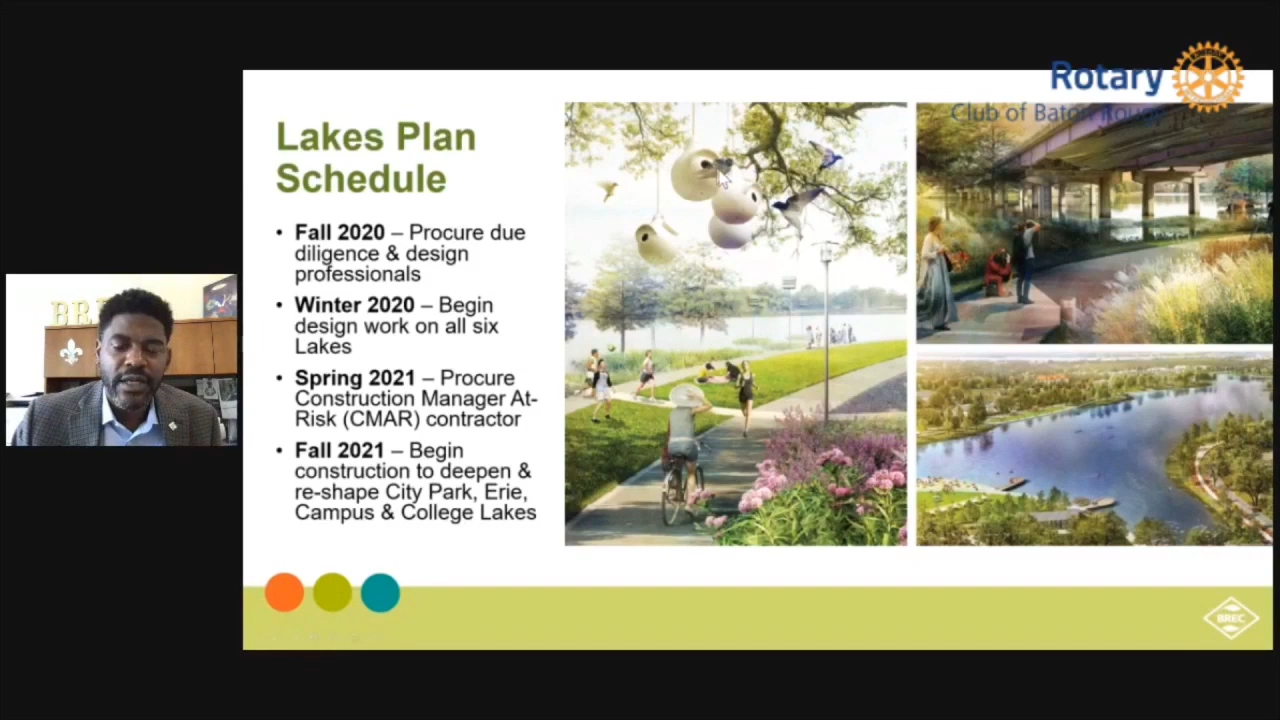 Rotary
Club of Baton Rouge
Lakes Plan
Schedule
• Fall 2020 – Procure due
diligence & design
professionals
• Winter 2020 – Begin
design work on all six
Lakes
• Spring 2021 – Procure
Construction Manager At-
Risk (CMAR) contractor
• Fall 2021 – Begin
construction to deepen &
re-shape City Park, Erie,
Campus & College Lakes
BREC